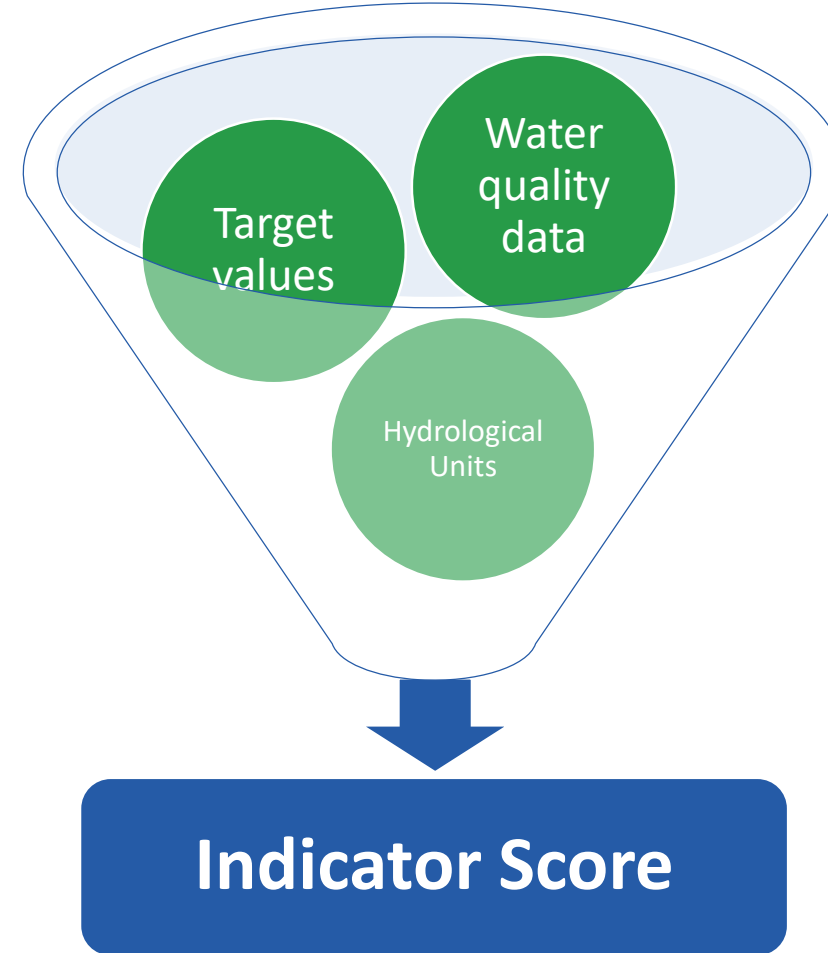 Water
quality
data
Target
values
Hydrological
Units
Indicator Score